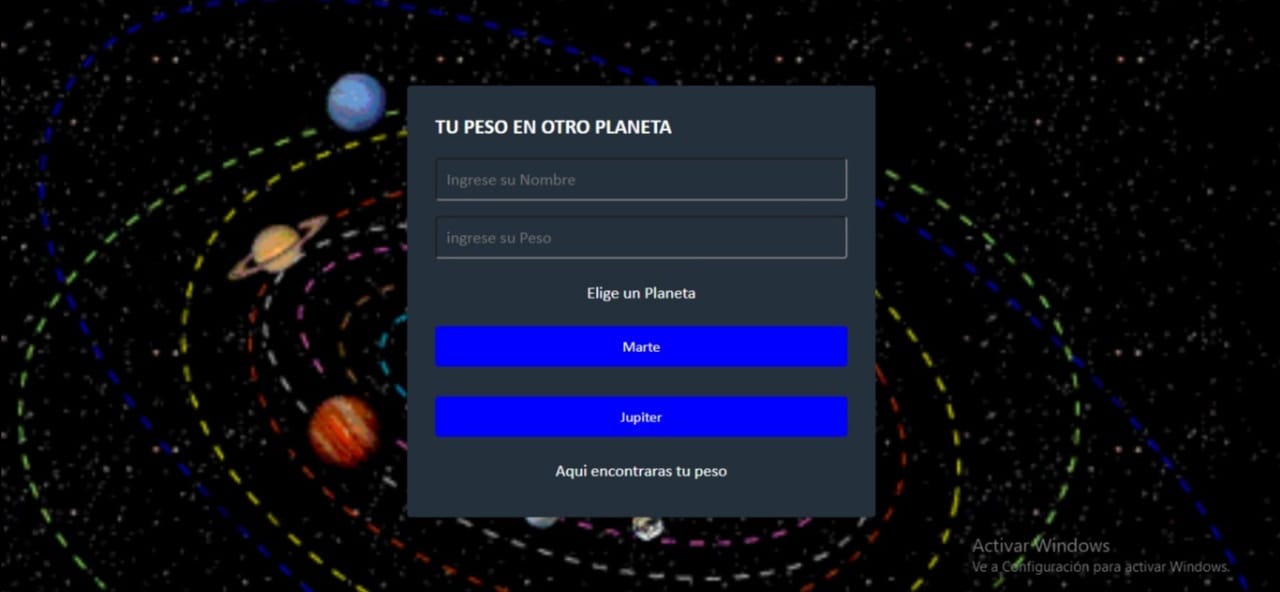 TU PESO EN OTRO PLANETA
Ingrese su Nombre
ingrese su Peso
Elige un Planeta
Marte
Jupiter
Aqui encontraras tu peso
Activar Windows
Ve a Configuración para activar Windows.